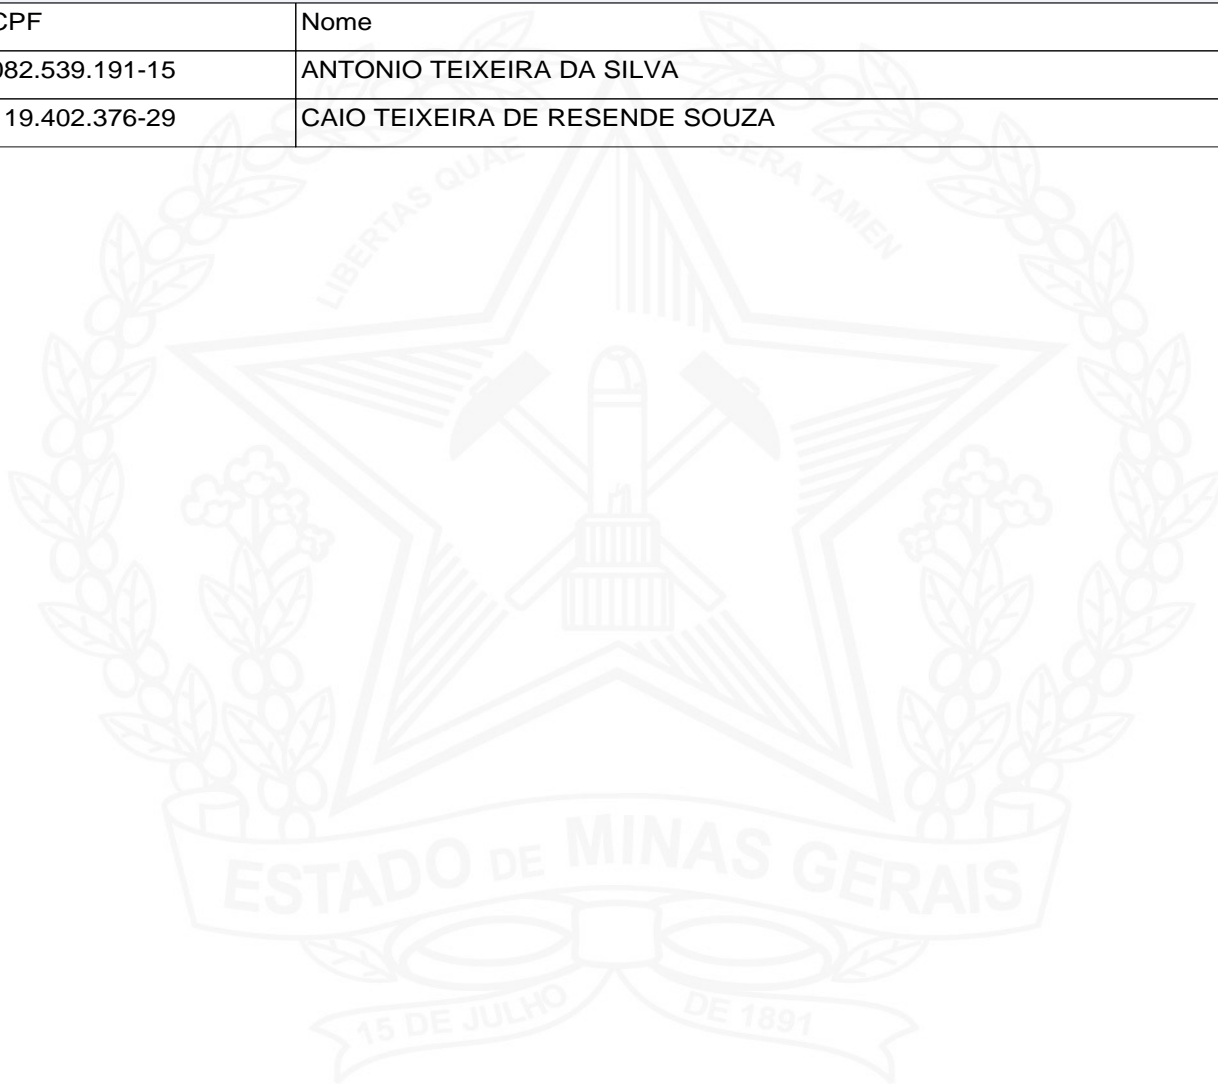 CPF Nome
082.539.191-15 ANTONIO TEIXEIRA DA SILVA
19.402.376-29 CAIO TEIXEIRA DE RESENDE SOUZA
LIBERTAS QUAE SERA TAMEN
ESTADO DE MINAS GERAIS
15 DE JULHO DE 1891